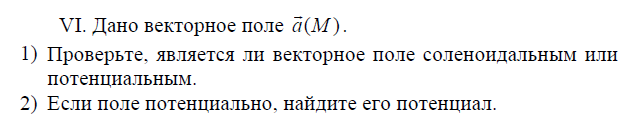 VI. Дано векторное поле a⃗(M).
1) Проверьте, является ли векторное поле соленоидальным или
потенциальным.
2) Если поле потенциально, найдите его потенциал.